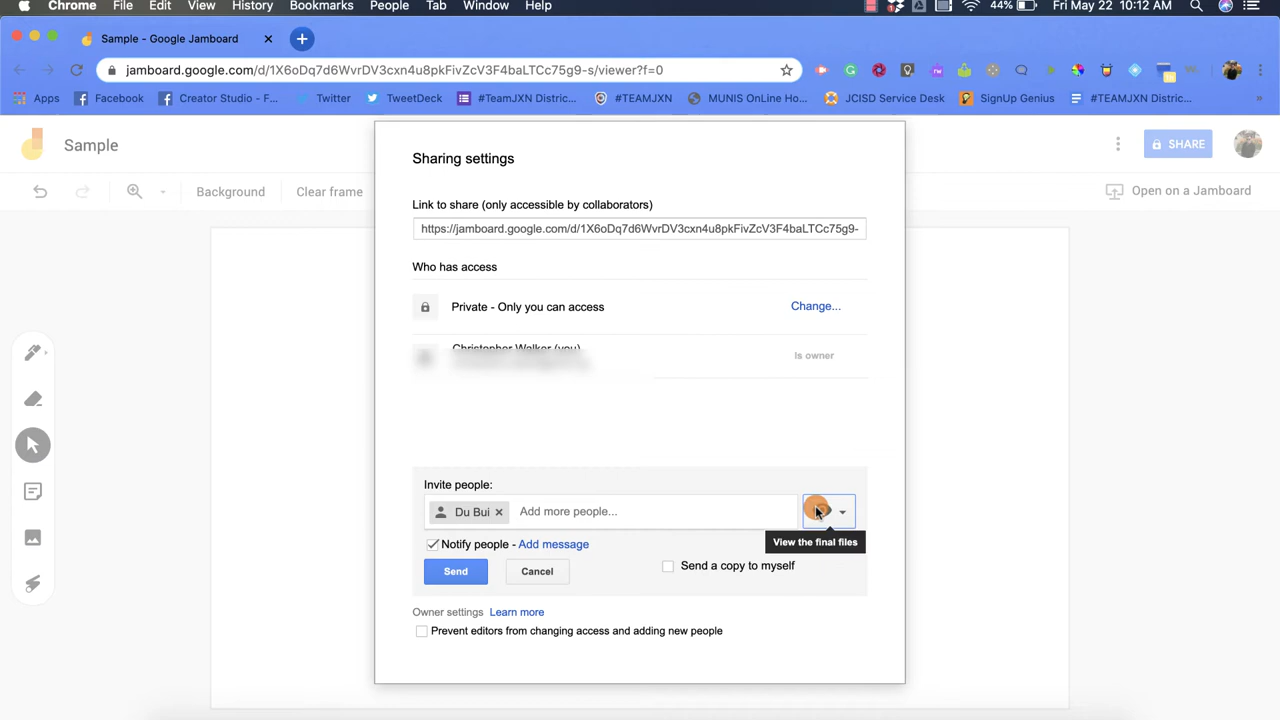 Chrome File Edit View History Bookmarks People Tab Window Help 44% Fri May 22 10:12 AM
Sample - Google Jamboard
jamboard.google.com/d/1X6oDq7d6WvrDV3cxn4u8pkFivZcV3F4baLTCc75g9-s/viewer?f=0
Apps Facebook Creator Studio - F... Twitter TweetDeck #TeamJXN Distric... #TEAMJXN MUNIS OnLine Ho... JCISD Service Desk SignUp Genius #TEAMJXN Distric... »
Sample SHARE
Background Clear frame Open on a Jamboard
Sharing settings
Link to share (only accessible by collaborators)
https://jamboard.google.com/d/1X6oDq7d6WvrDV3cxn4u8pkFivZcV3F4baLTCc75g9-
Who has access
Private - Only you can access Change...
Christopher Walker (you) Is owner
Invite people:
Du Bui Add more people...
View the final files
Notify people - Add message
Send a copy to myself
Send Cancel
Owner settings Learn more
Prevent editors from changing access and adding new people